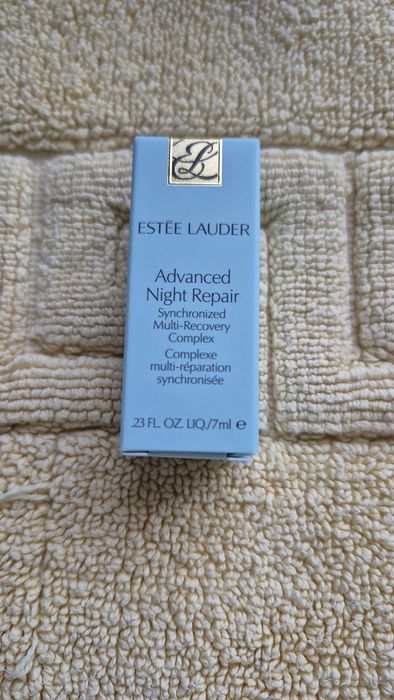 EL
ESTĒE LAUDER
Advanced
Night Repair
Synchronized
Multi-Recovery
Complex
Complexe
multi-réparation
synchronisée
.23 FL. OZ. LIQ./7ml ℮